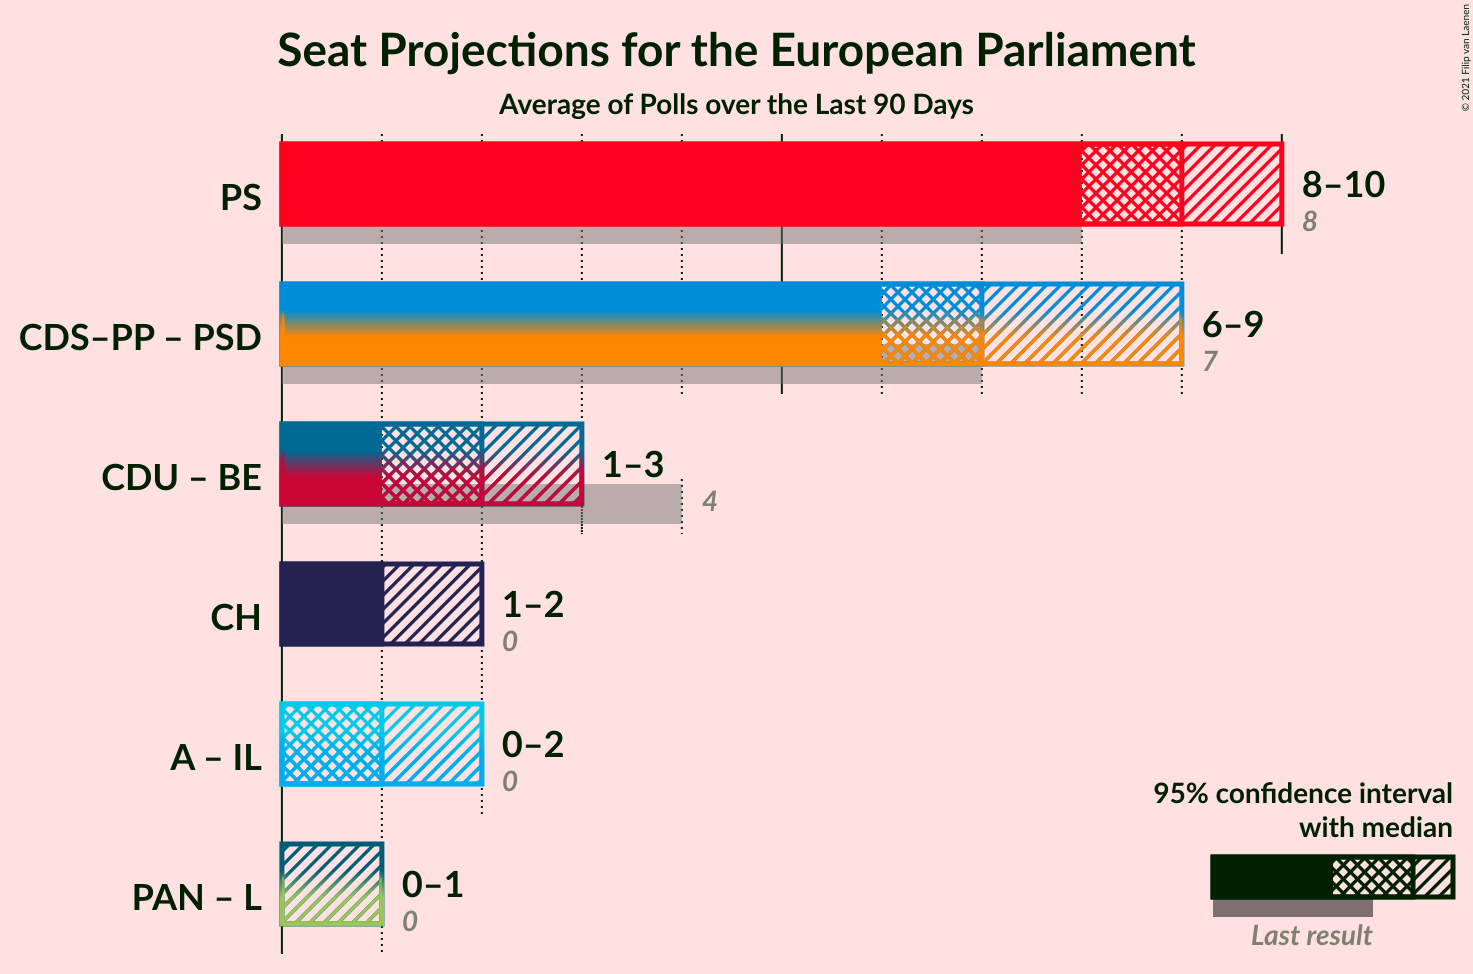 Seat Projections for the European Parliament
Average of Polls over the Last 90 Days
© 2021 Filip van Laenen
PS
8–10
8
CDS–PP – PSD
6–9
7
CDU – BE
1–3
4
CH
1–2
0
A – IL
0–2
0
PAN – L
0–1
0
95% confidence interval
with median
Last result